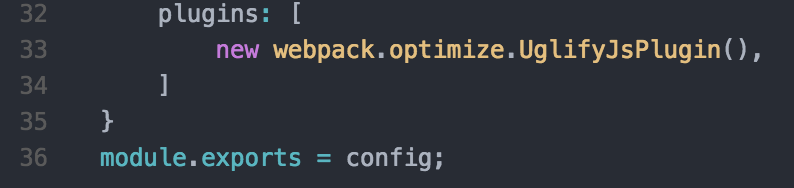 32 plugins: [
33 new webpack.optimize.UglifyJsPlugin(),
34 ]
35 }
36 module.exports = config;